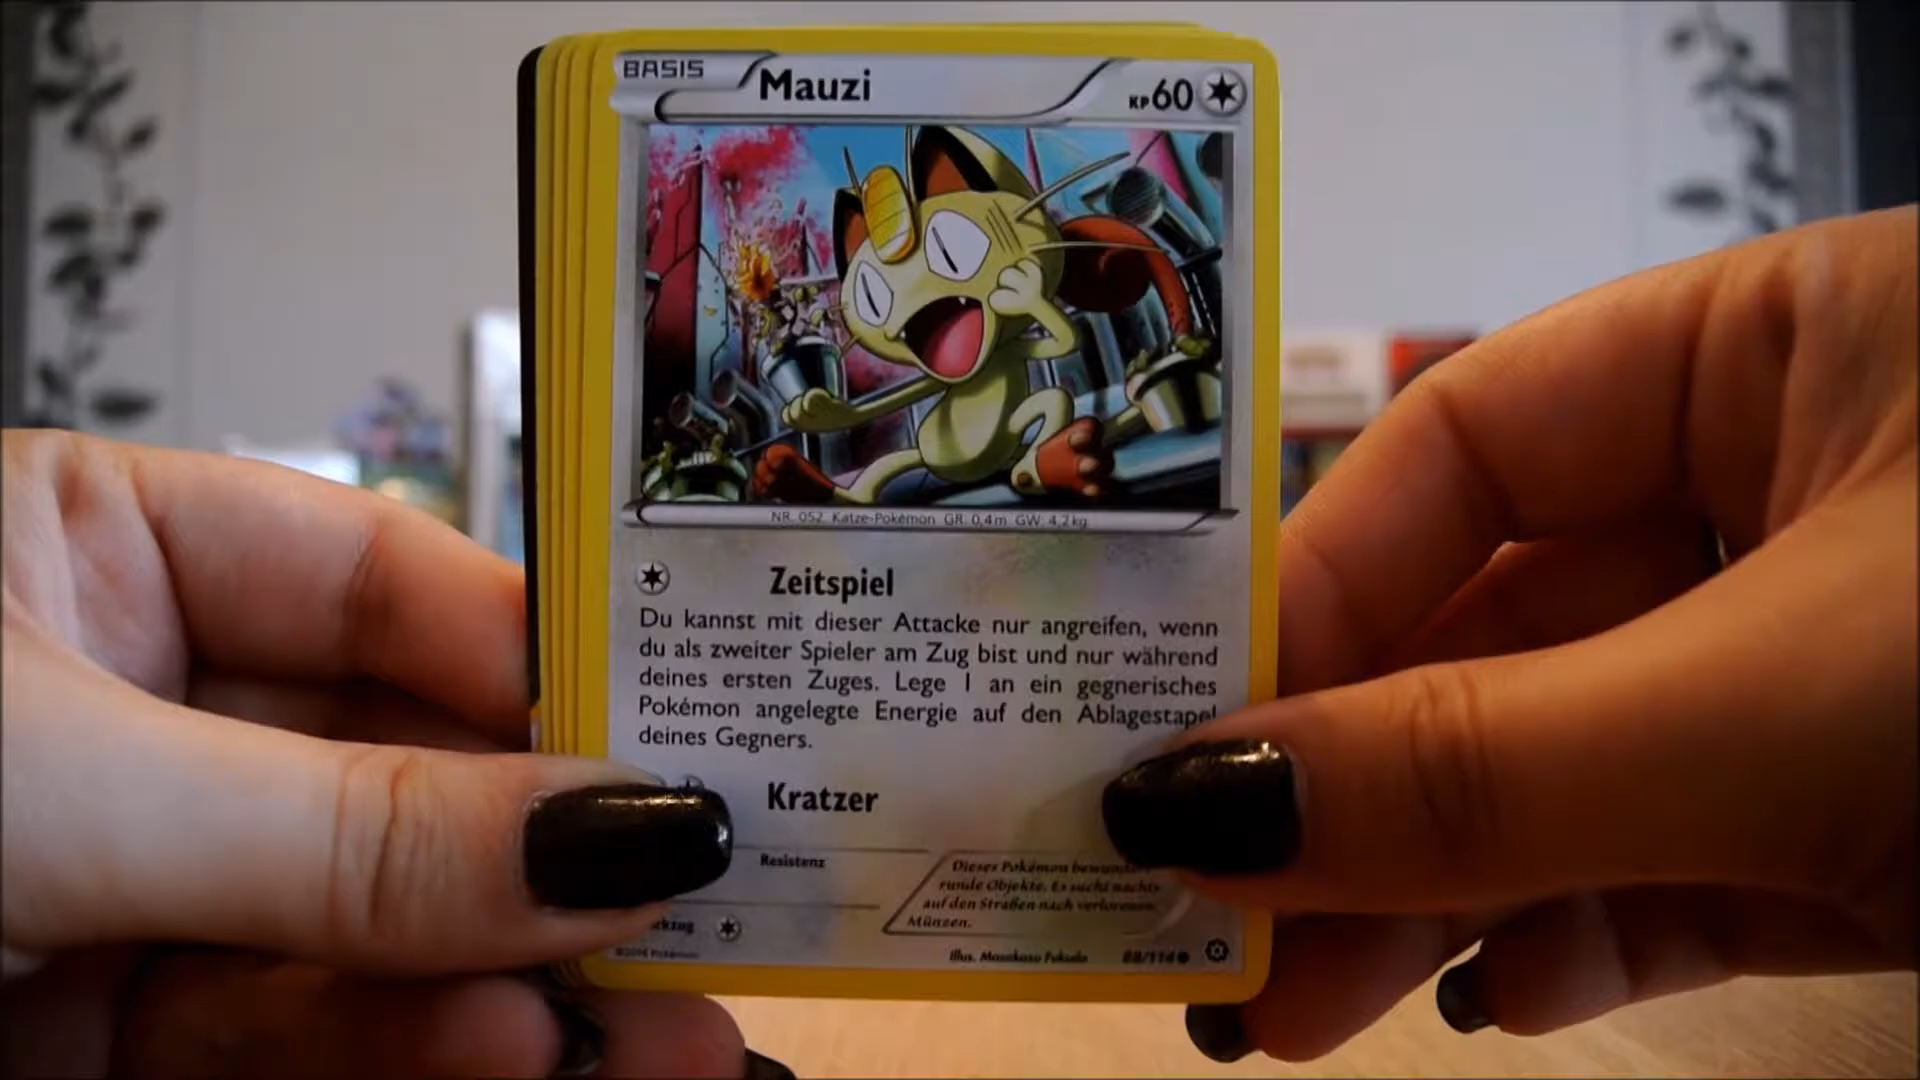 BASIS
Mauzi
KP60
NR. 052 Katze-Pokémon GR: 0,4m GW: 4,2kg
Zeitspiel
Du kannst mit dieser Attacke nur angreifen, wenn
du als zweiter Spieler am Zug bist und nur während
deines ersten Zuges. Lege 1 an ein gegnerisches
Pokémon angelegte Energie auf den Ablagestapel
deines Gegners.
Kratzer
Resistenz
Dieses Pokémon
runde Objekte. Es sucht nachts
auf den Straßen nach verlorenen
Münzen.
Illus. Masakazu Fukuda
88/114